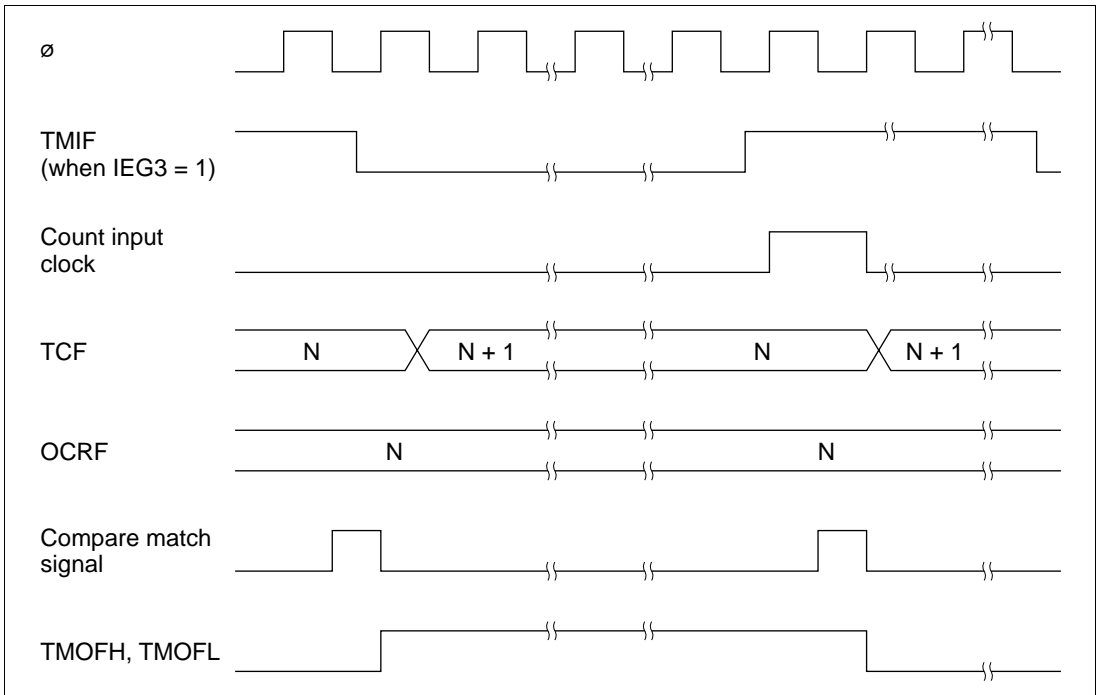 ø
TMIF
(when IEG3 = 1)
Count input
clock
TCF
N
N + 1
N
N + 1
OCRF
N
N
Compare match
signal
TMOFH, TMOFL